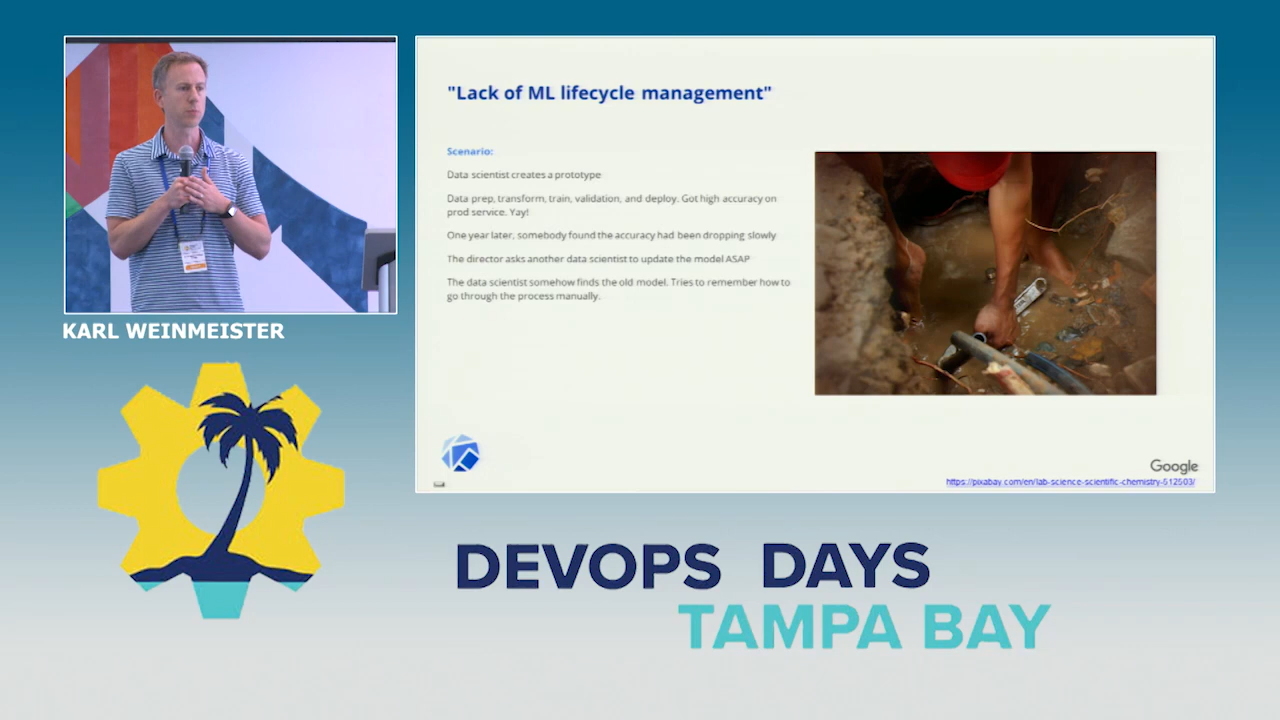 "Lack of ML lifecycle management"
Scenario:
Data scientist creates a prototype
Data prep, transform, train, validation, and deploy. Got high accuracy on
prod service. Yay!
One year later, somebody found the accuracy had been dropping slowly
The director asks another data scientist to update the model ASAP
The data scientist somehow finds the old model. Tries to remember how to
go through the process manually.
KARL WEINMEISTER
Google
https://pixabay.com/en/lab-science-scientific-chemistry-512503/
DEVOPS DAYS
TAMPA BAY